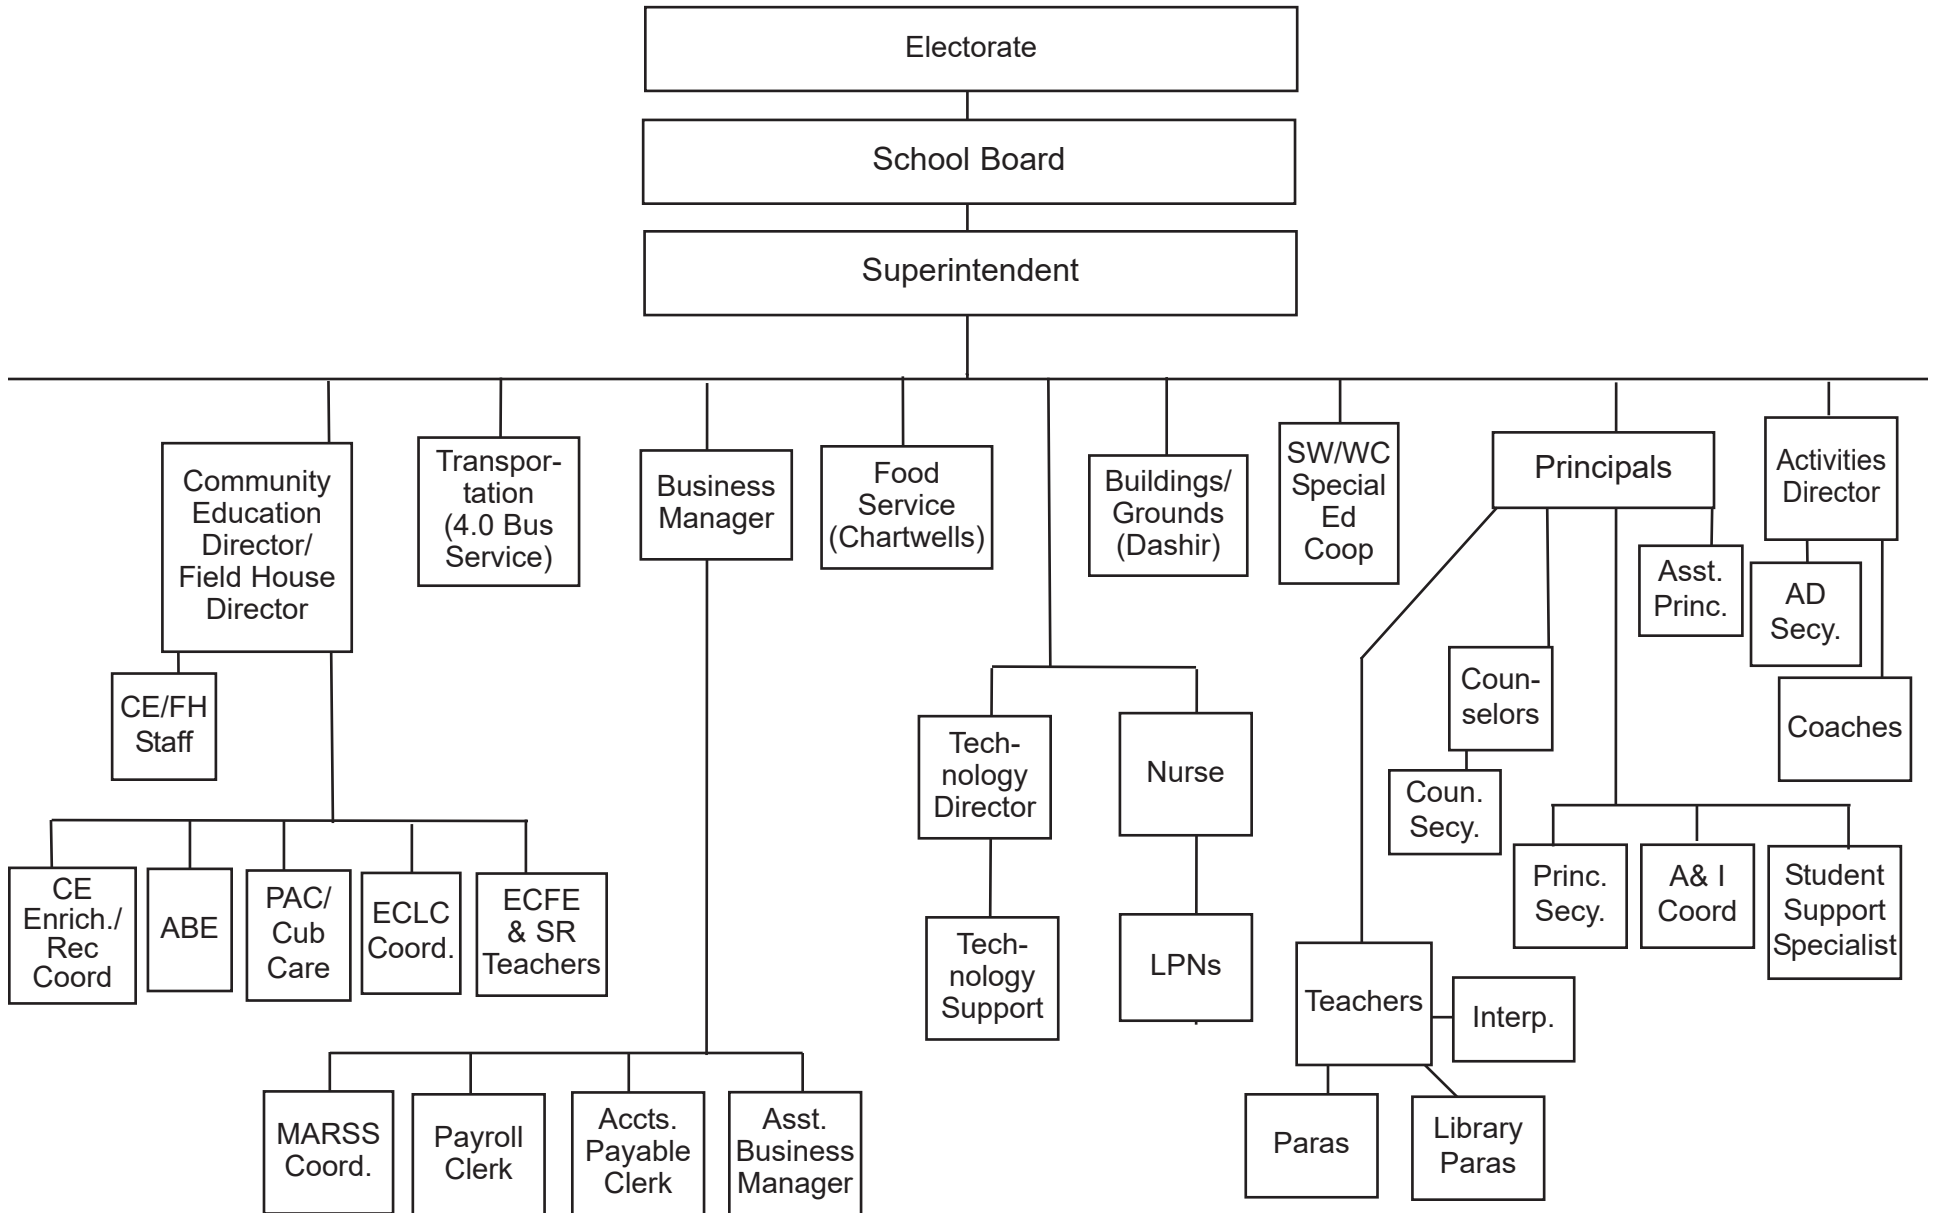 Electorate
School Board
Superintendent
Community
Education
Director/
Field House
Director
Transpor-
tation
(4.0 Bus
Service)
Business
Manager
Food
Service
(Chartwells)
Buildings/
Grounds
(Dashir)
SW/WC
Special
Ed
Coop
Principals
Activities
Director
Asst.
Princ.
AD
Secy.
CE/FH
Staff
Coun-
selors
Coaches
Tech-
nology
Director
Nurse
Coun.
Secy.
CE
Enrich./
Rec
Coord
ABE
PAC/
Cub
Care
ECLC
Coord.
ECFE
& SR
Teachers
Princ.
Secy.
A& I
Coord
Student
Support
Specialist
Tech-
nology
Support
LPNs
Teachers
Interp.
MARSS
Coord.
Payroll
Clerk
Accts.
Payable
Clerk
Asst.
Business
Manager
Paras
Library
Paras